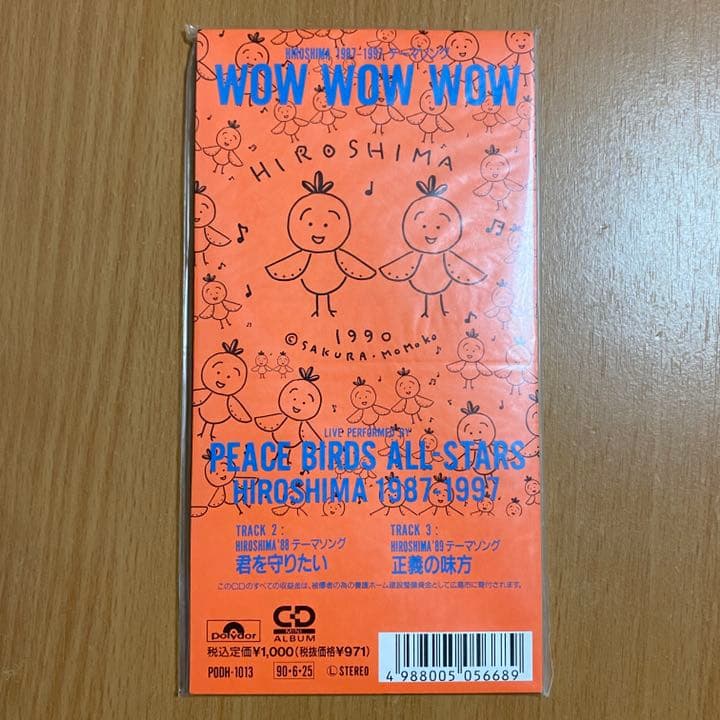 HIROSHIMA 1987-1997 テーマソング
WOW WOW WOW
HIROSHIMA
1990
©SAKURA・MOMOKO
LIVE PERFORMED BY
PEACE BIRDS ALL-STARS
HIROSHIMA 1987-1997
TRACK 2:
HIROSHIMA'88 テーマソング
君を守りたい
TRACK 3:
HIROSHIMA'89 テーマソング
正義の味方
このCDのすべての収益金は、被爆者の為の養護ホーム建設整備資金として広島市に寄付されます。
polydor
CD
MINI
ALBUM
税込定価¥1,000(税抜価格¥971)
PODH-1013
90・6・25
Ⓛ STEREO
4 988005 056689